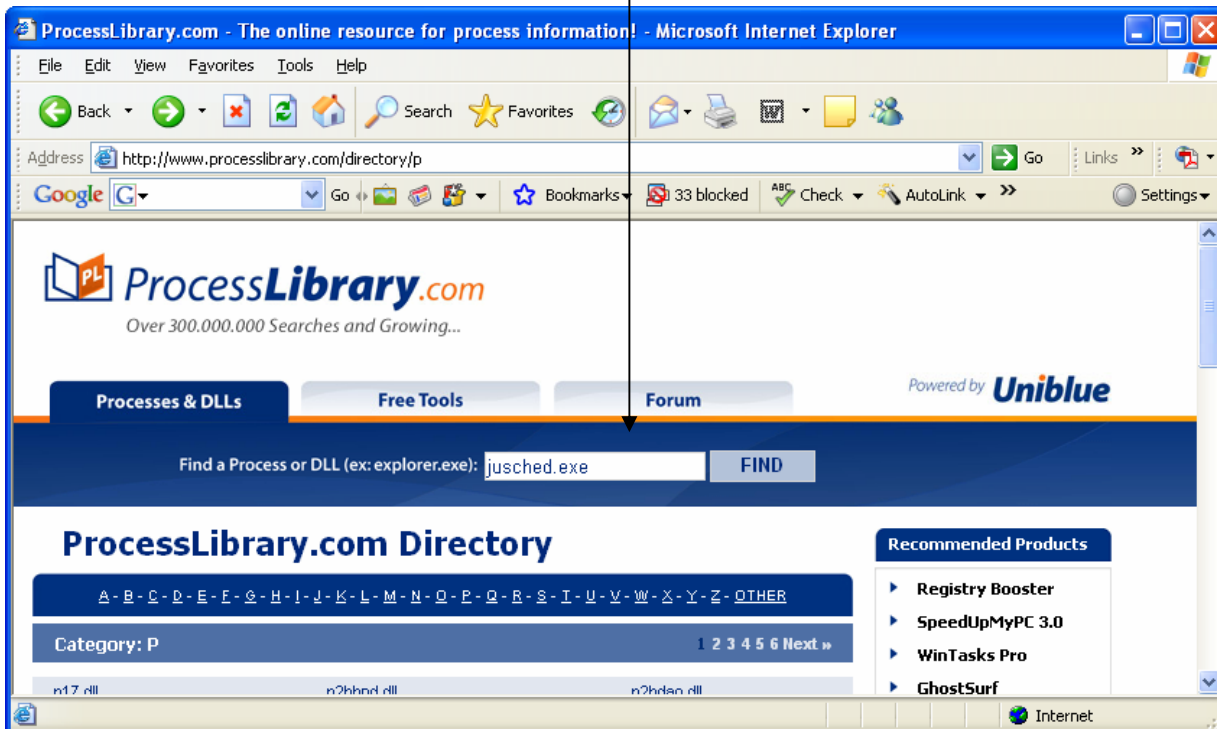 ProcessLibrary.com - The online resource for process information! - Microsoft Internet Explorer
File Edit View Favorites Tools Help
Back Search Favorites W
Address http://www.processlibrary.com/directory/p Go Links »
Google G Go Bookmarks 33 blocked ABC Check AutoLink » Settings
PL ProcessLibrary.com
Over 300.000.000 Searches and Growing...
Processes & DLLs Free Tools Forum Powered by Uniblue
Find a Process or DLL (ex: explorer.exe): jusched.exe FIND
ProcessLibrary.com Directory
A - B - C - D - E - F - G - H - I - J - K - L - M - N - O - P - Q - R - S - T - U - V - W - X - Y - Z - OTHER
Category: P 1 2 3 4 5 6 Next »
Recommended Products
Registry Booster
SpeedUpMyPC 3.0
WinTasks Pro
GhostSurf
Internet